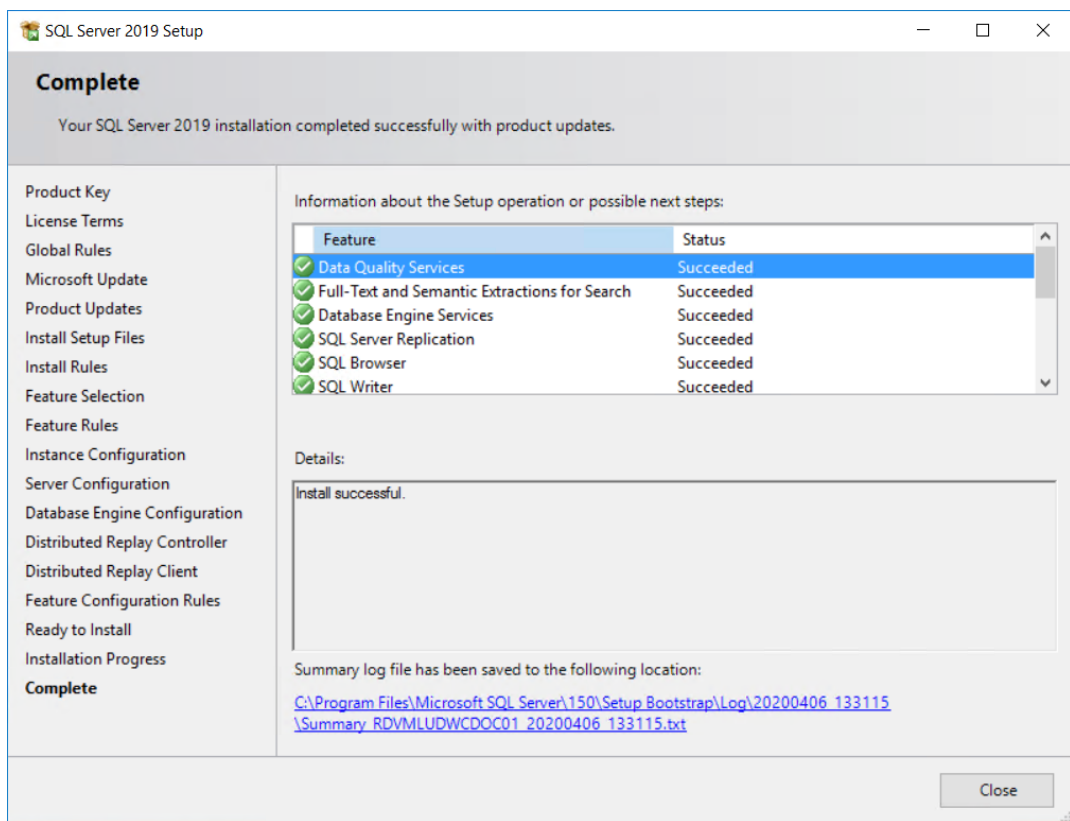 SQL Server 2019 Setup
Complete
Your SQL Server 2019 installation completed successfully with product updates.
Product Key
License Terms
Global Rules
Microsoft Update
Product Updates
Install Setup Files
Install Rules
Feature Selection
Feature Rules
Instance Configuration
Server Configuration
Database Engine Configuration
Distributed Replay Controller
Distributed Replay Client
Feature Configuration Rules
Ready to Install
Installation Progress
Complete
Information about the Setup operation or possible next steps:
Feature Status
Data Quality Services Succeeded
Full-Text and Semantic Extractions for Search Succeeded
Database Engine Services Succeeded
SQL Server Replication Succeeded
SQL Browser Succeeded
SQL Writer Succeeded
Details:
Install successful.
Summary log file has been saved to the following location:
C:\Program Files\Microsoft SQL Server\150\Setup Bootstrap\Log\20200406_133115
\Summary_RDVMLUDWCDOC01_20200406_133115.txt
Close